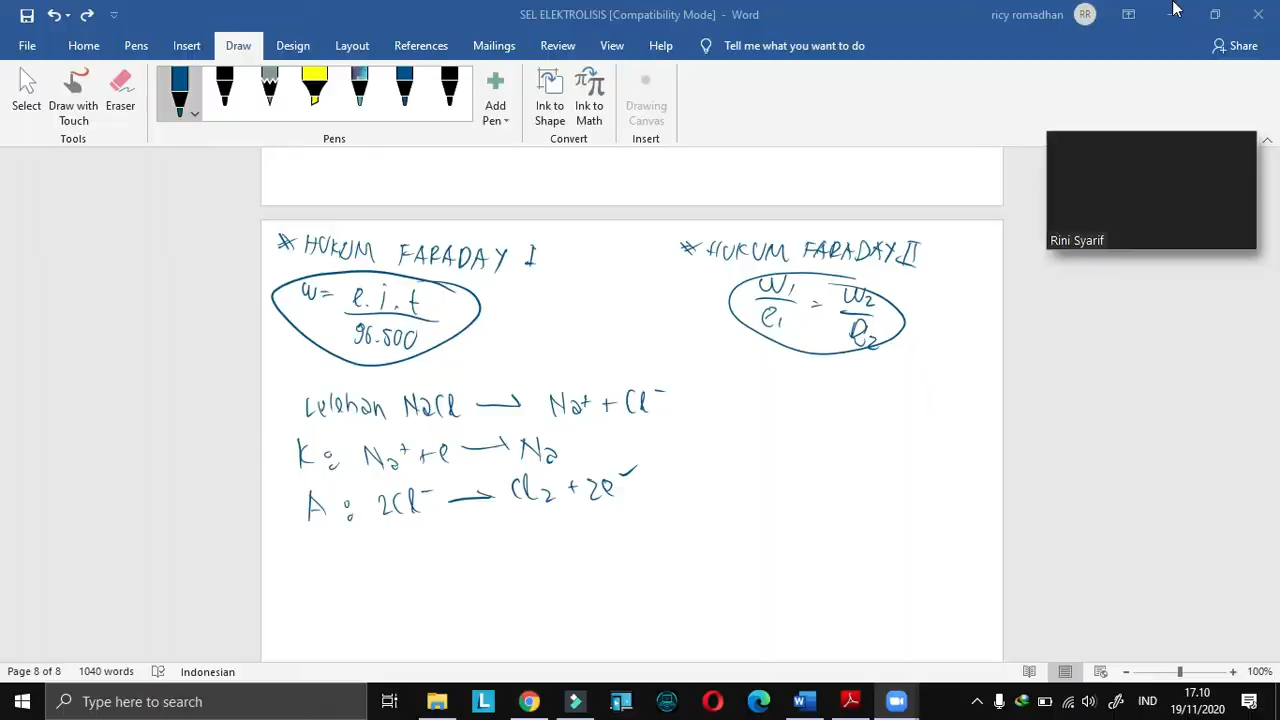 SEL ELEKTROLISIS [Compatibility Mode] - Word
ricy romadhan RR
File Home Pens Insert Draw Design Layout References Mailings Review View Help Tell me what you want to do Share
Select Draw with Touch Eraser Add Pen Ink to Shape Ink to Math Drawing Canvas
Tools Pens Convert Insert
Rini Syarif
* HUKUM FARADAY I
w = e.i.t / 96.500
* HUKUM FARADAY II
w1 / e1 = w2 / e2
Lelehan NaCl → Na+ + Cl-
K : Na+ + e → Na
A : 2Cl- → Cl2 + 2e
Page 8 of 8 1040 words Indonesian 100%
Type here to search
IND
17.10
19/11/2020